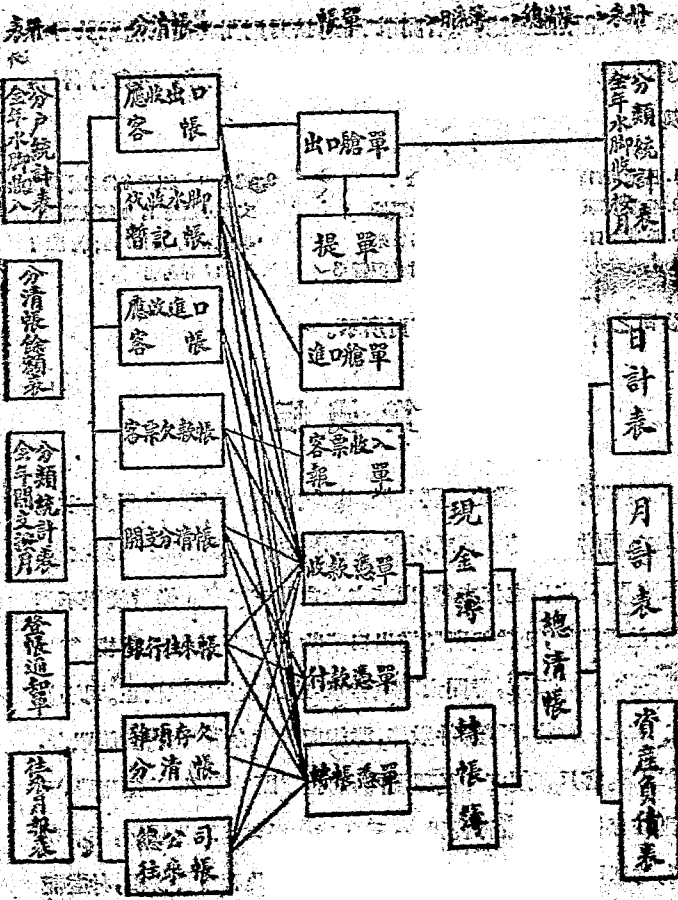 表冊 分清帳 帳單 日記簿 總清帳 表冊
分戶統計表
全年水脚收入
分清帳餘額表
分類統計表
全年開支按月
登帳通知單
往來月報表
應收出口
客帳
代收水脚
暫記帳
應收進口
客帳
客票欠款帳
開支分清帳
銀行往來帳
雜項存欠
分清帳
總公司
往來帳
出口艙單
提單
進口艙單
客票收入
報單
收款憑單
付款憑單
轉帳憑單
現金簿
轉帳簿
總清帳
分類統計表
全年水脚收入按月
日計表
月計表
資產負債表